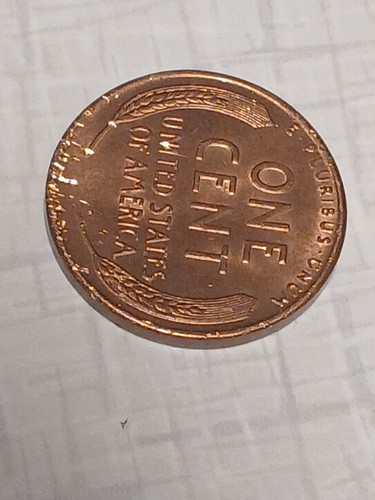 E·PLURIBUS·UNUM
ONE
CENT
UNITED STATES
OF AMERICA